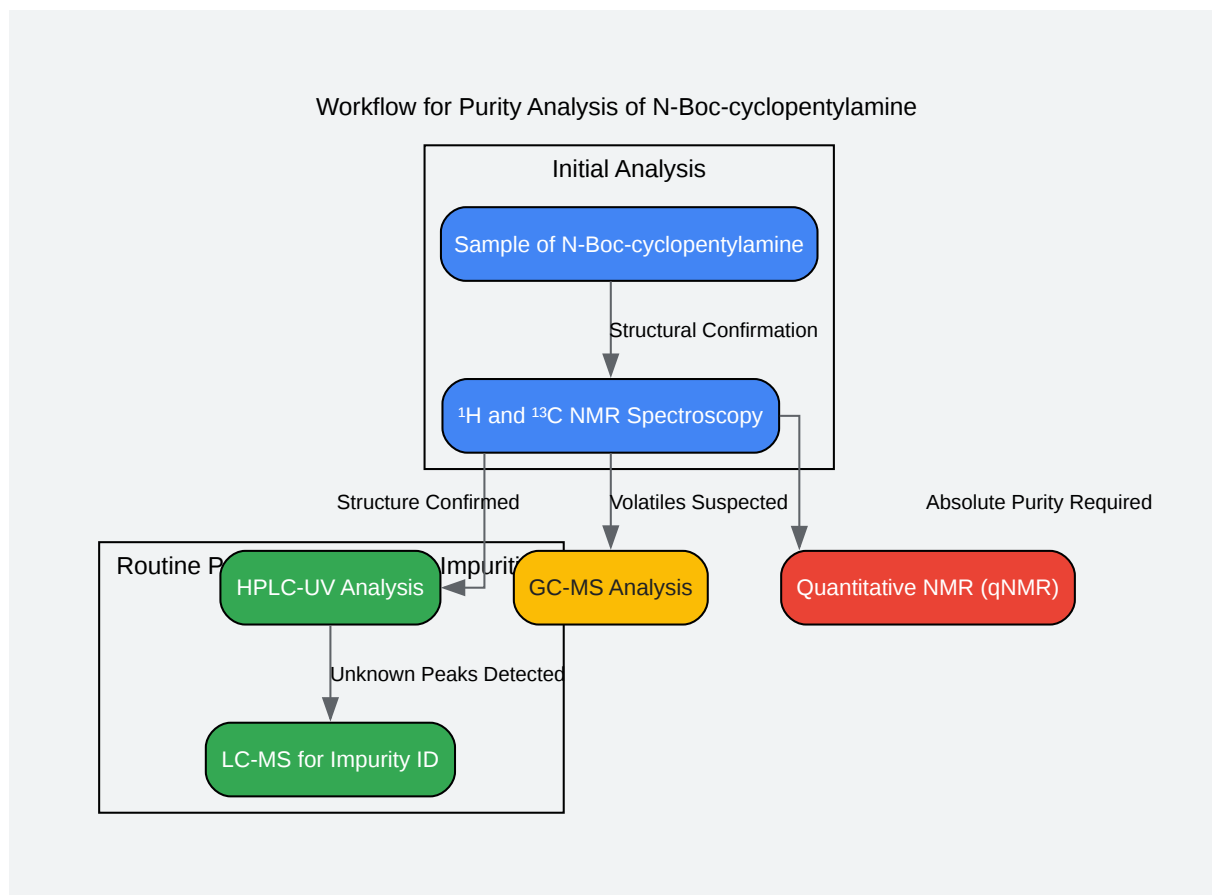 Workflow for Purity Analysis of N-Boc-cyclopentylamine
Initial Analysis
Sample of N-Boc-cyclopentylamine
Structural Confirmation
¹H and ¹³C NMR Spectroscopy
Structure Confirmed
Volatiles Suspected
Absolute Purity Required
Routine
HPLC-UV Analysis
GC-MS Analysis
Quantitative NMR (qNMR)
Unknown Peaks Detected
LC-MS for Impurity ID